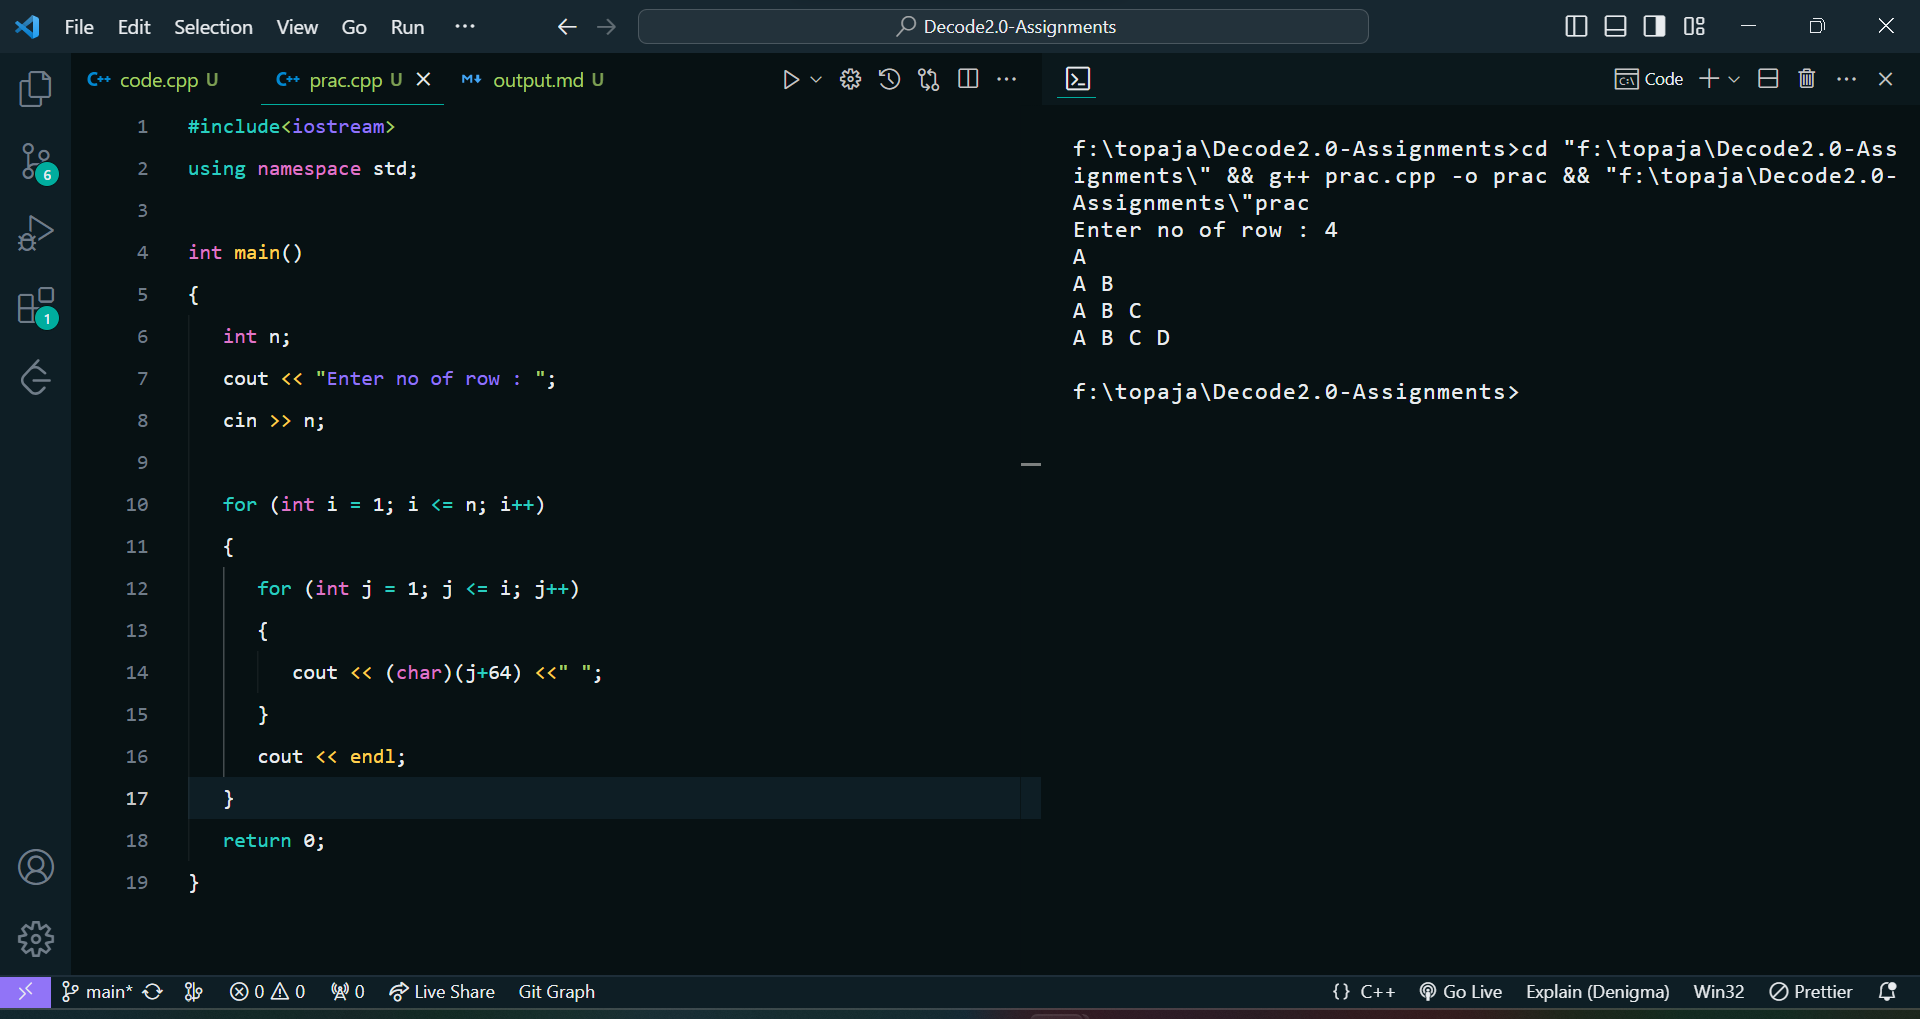 File Edit Selection View Go Run ··· Decode2.0-Assignments
code.cpp U prac.cpp U output.md U Code
1 #include<iostream>
2 using namespace std;
3
4 int main()
5 {
6 int n;
7 cout << "Enter no of row : ";
8 cin >> n;
9
10 for (int i = 1; i <= n; i++)
11 {
12 for (int j = 1; j <= i; j++)
13 {
14 cout << (char)(j+64) <<" ";
15 }
16 cout << endl;
17 }
18 return 0;
19 }
f:\topaja\Decode2.0-Assignments>cd "f:\topaja\Decode2.0-Ass
ignments\" && g++ prac.cpp -o prac && "f:\topaja\Decode2.0-
Assignments\"prac
Enter no of row : 4
A
A B
A B C
A B C D
f:\topaja\Decode2.0-Assignments>
6
1
main* 0 0 0 Live Share Git Graph {} C++ Go Live Explain (Denigma) Win32 Prettier